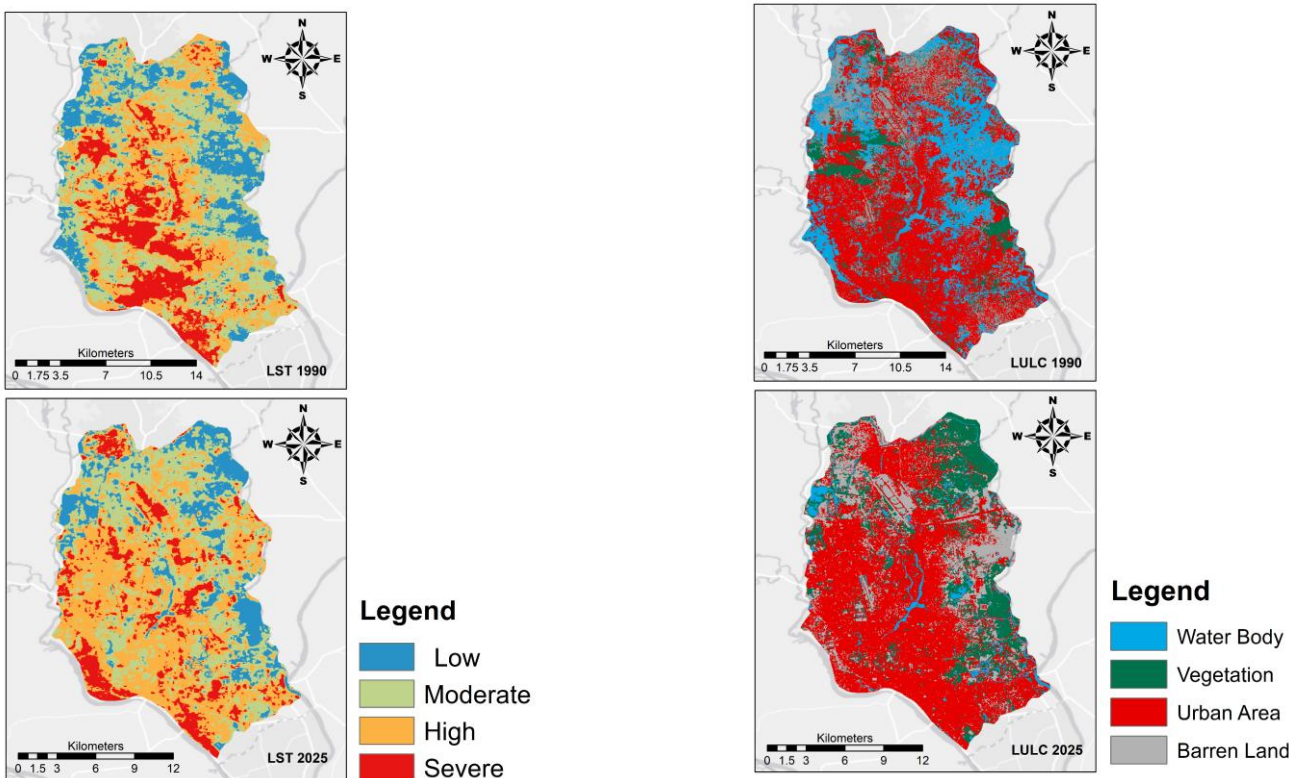 N
W E
S
Kilometers
0 1.75 3.5 7 10.5 14
LST 1990
N
W E
S
Kilometers
0 1.75 3.5 7 10.5 14
LULC 1990
N
W E
S
Kilometers
0 1.5 3 6 9 12
LST 2025
Legend
Low
Moderate
High
Severe
N
W E
S
Kilometers
0 1.5 3 6 9 12
LULC 2025
Legend
Water Body
Vegetation
Urban Area
Barren Land